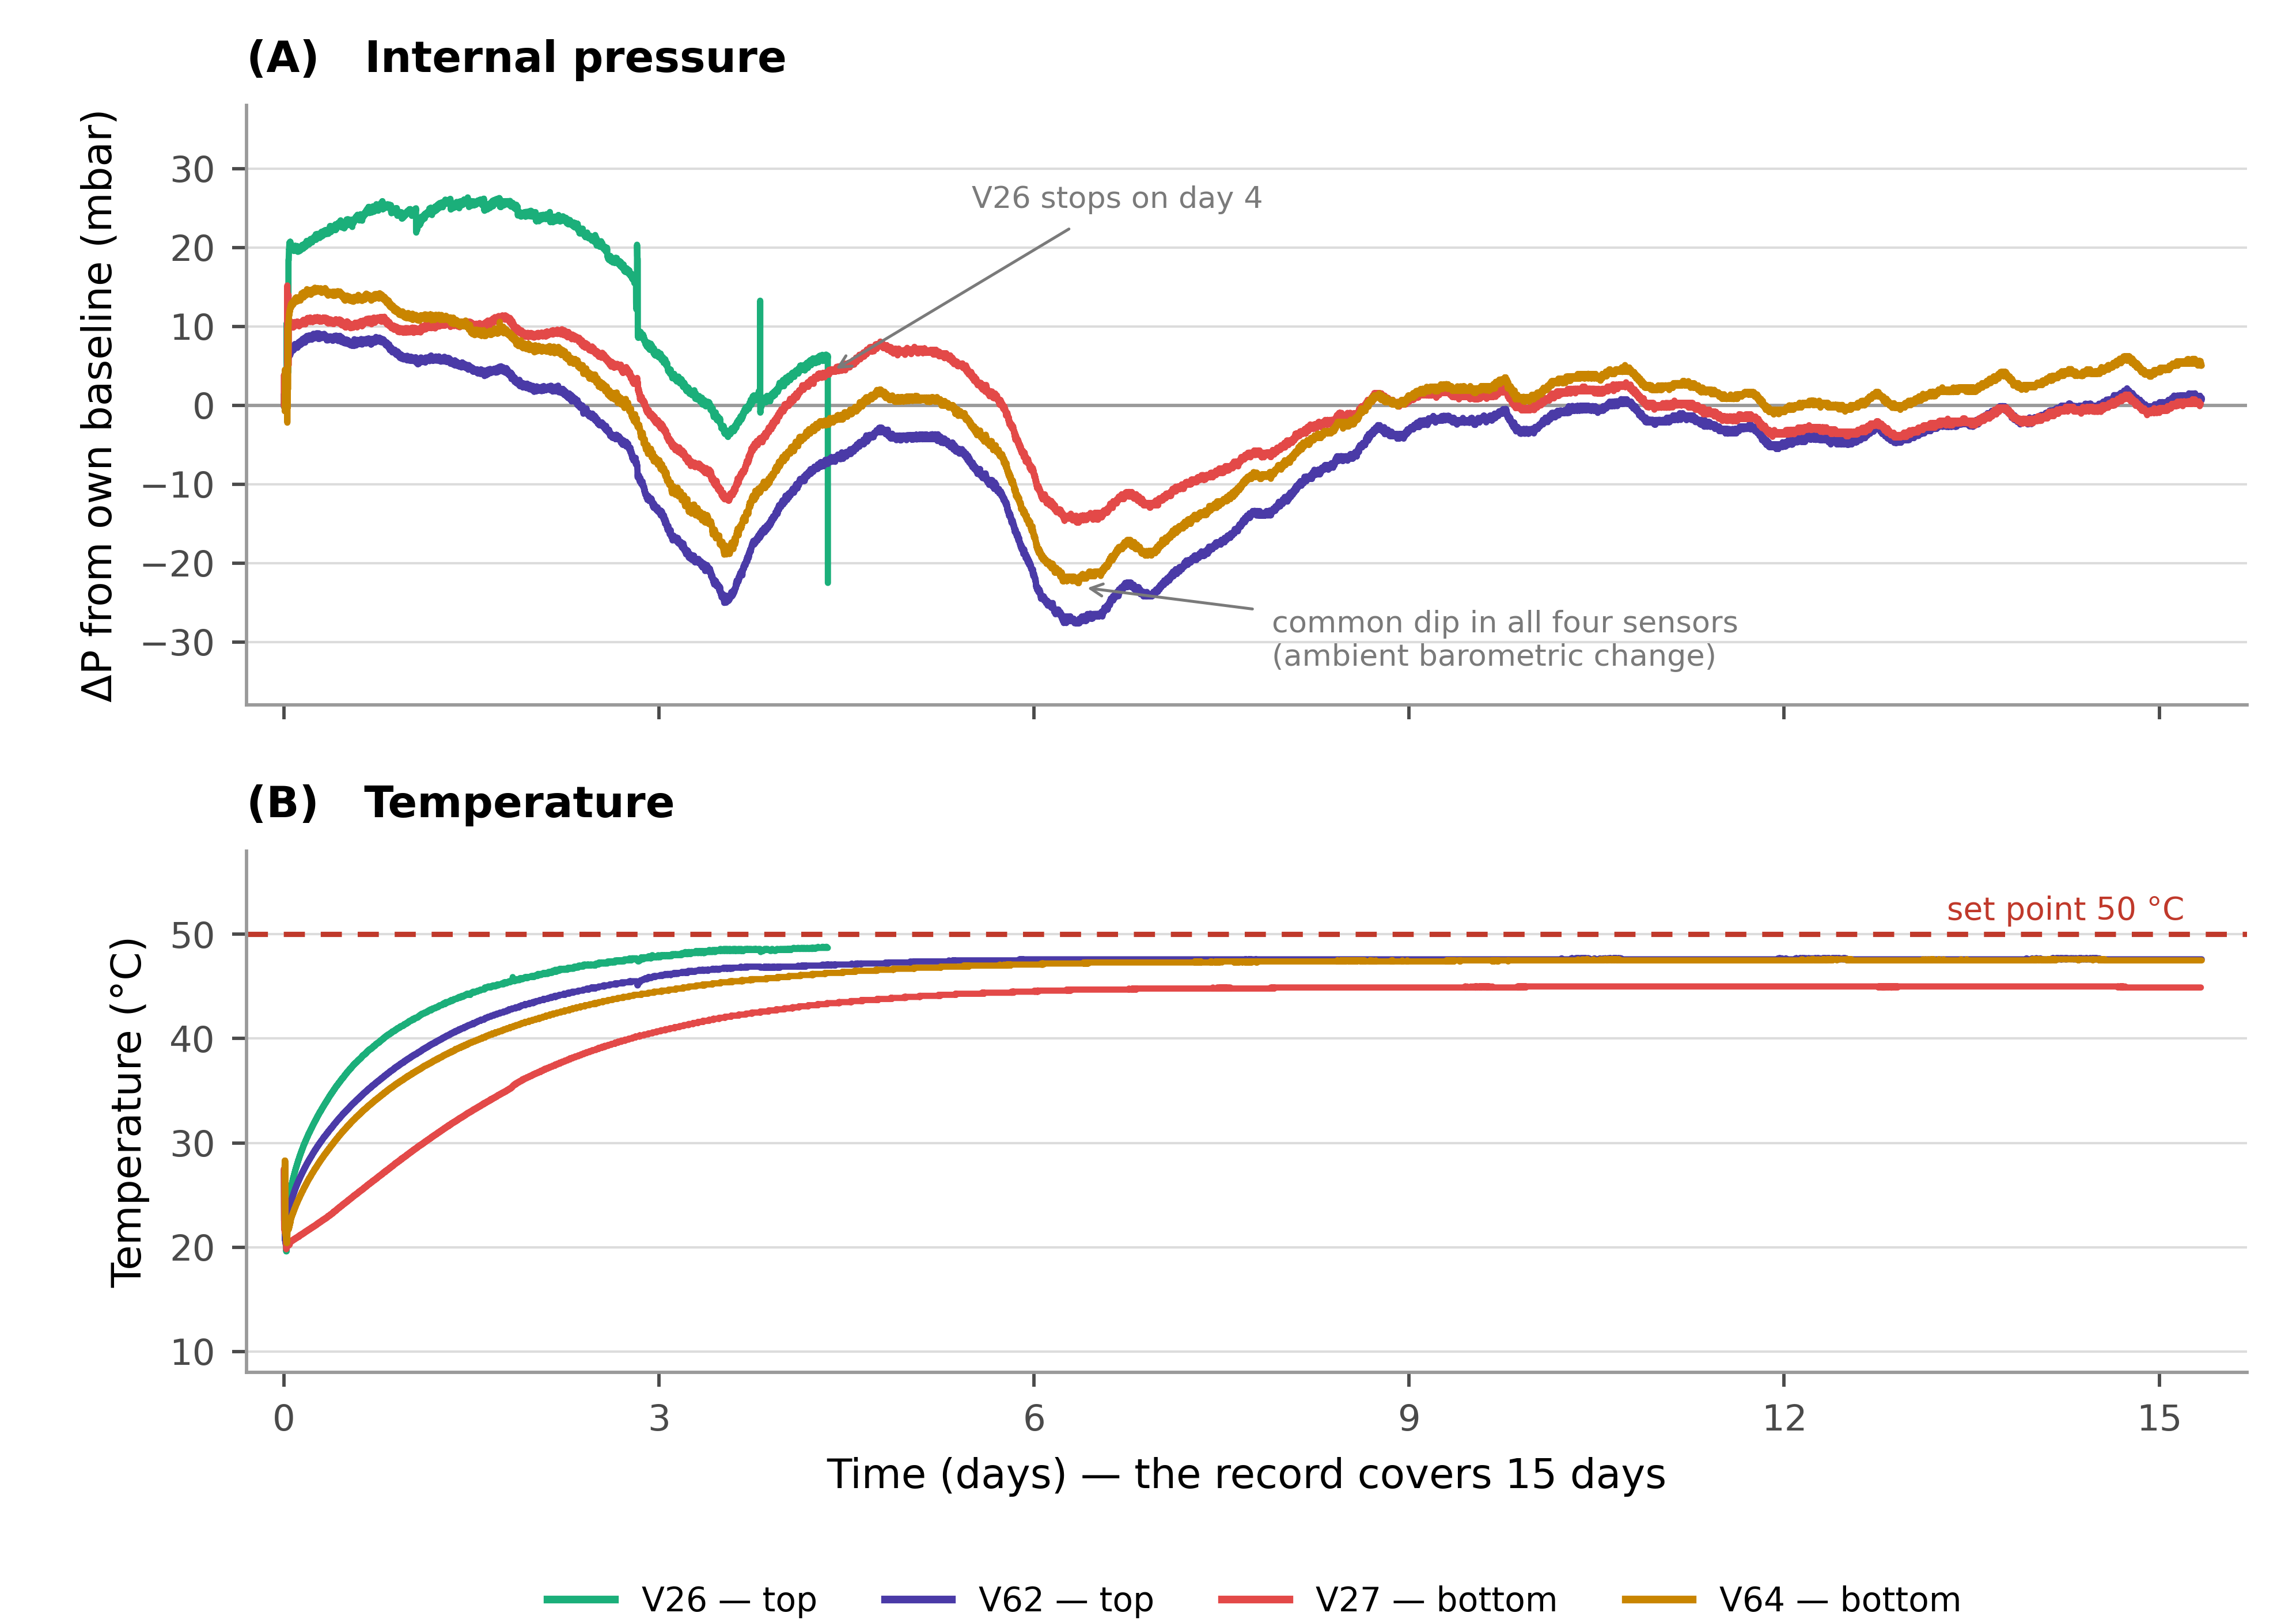 (A) Internal pressure
ΔP from own baseline (mbar)
30
20
10
0
−10
−20
−30
V26 stops on day 4
common dip in all four sensors
(ambient barometric change)
(B) Temperature
Temperature (°C)
50
40
30
20
10
set point 50 °C
0 3 6 9 12 15
Time (days) — the record covers 15 days
V26 — top V62 — top V27 — bottom V64 — bottom